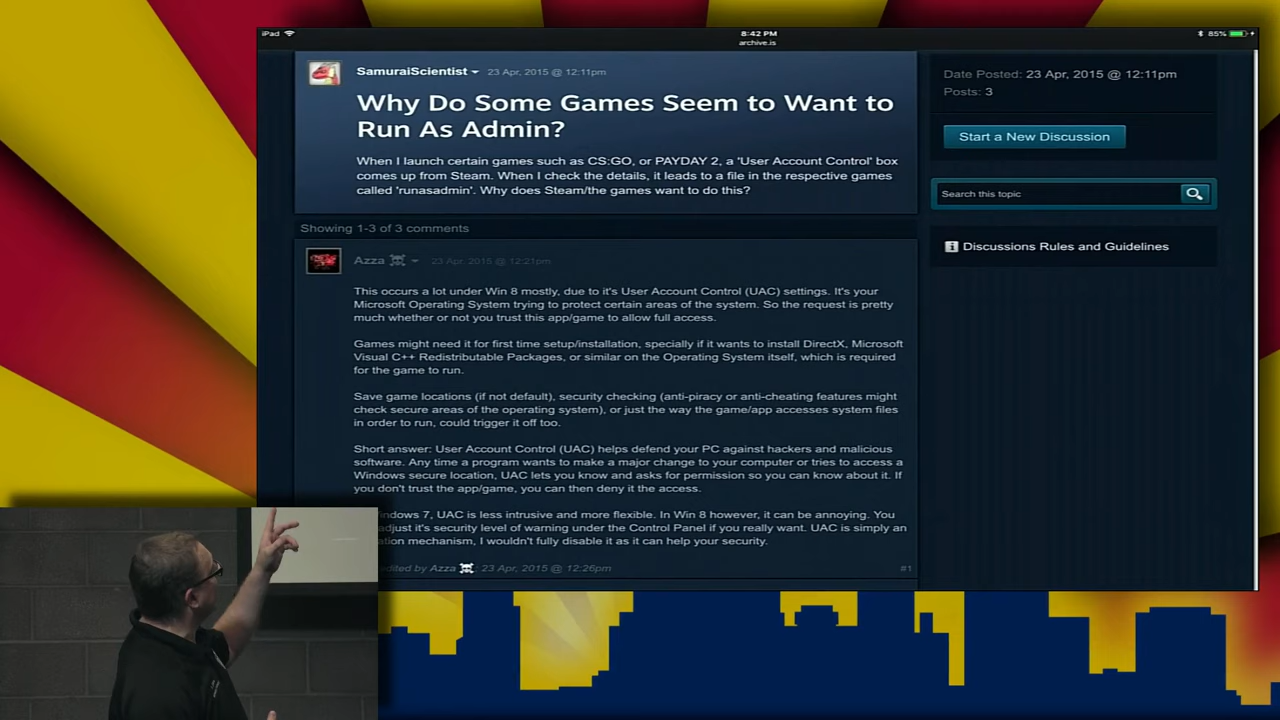 iPad
8:42 PM
85%
archive.is
SamuraiScientist 23 Apr, 2015 @ 12:11pm
Why Do Some Games Seem to Want to
Run As Admin?
When I launch certain games such as CS:GO, or PAYDAY 2, a 'User Account Control' box
comes up from Steam. When I check the details, it leads to a file in the respective games
called 'runasadmin'. Why does Steam/the games want to do this?
Showing 1-3 of 3 comments
Azza 23 Apr, 2015 @ 12:21pm
This occurs a lot under Win 8 mostly, due to it's User Account Control (UAC) settings. It's your
Microsoft Operating System trying to protect certain areas of the system. So the request is pretty
much whether or not you trust this app/game to allow full access.
Games might need it for first time setup/installation, specially if it wants to install DirectX, Microsoft
Visual C++ Redistributable Packages, or similar on the Operating System itself, which is required
for the game to run.
Save game locations (if not default), security checking (anti-piracy or anti-cheating features might
check secure areas of the operating system), or just the way the game/app accesses system files
in order to run, could trigger it off too.
Short answer: User Account Control (UAC) helps defend your PC against hackers and malicious
software. Any time a program wants to make a major change to your computer or tries to access a
Windows secure location, UAC lets you know and asks for permission so you can know about it. If
you don't trust the app/game, you can then deny it the access.
indows 7, UAC is less intrusive and more flexible. In Win 8 however, it can be annoying. You
adjust it's security level of warning under the Control Panel if you really want. UAC is simply an
ation mechanism, I wouldn't fully disable it as it can help your security.
edited by Azza ; 23 Apr, 2015 @ 12:26pm
#1
Date Posted: 23 Apr, 2015 @ 12:11pm
Posts: 3
Start a New Discussion
Search this topic
Discussions Rules and Guidelines